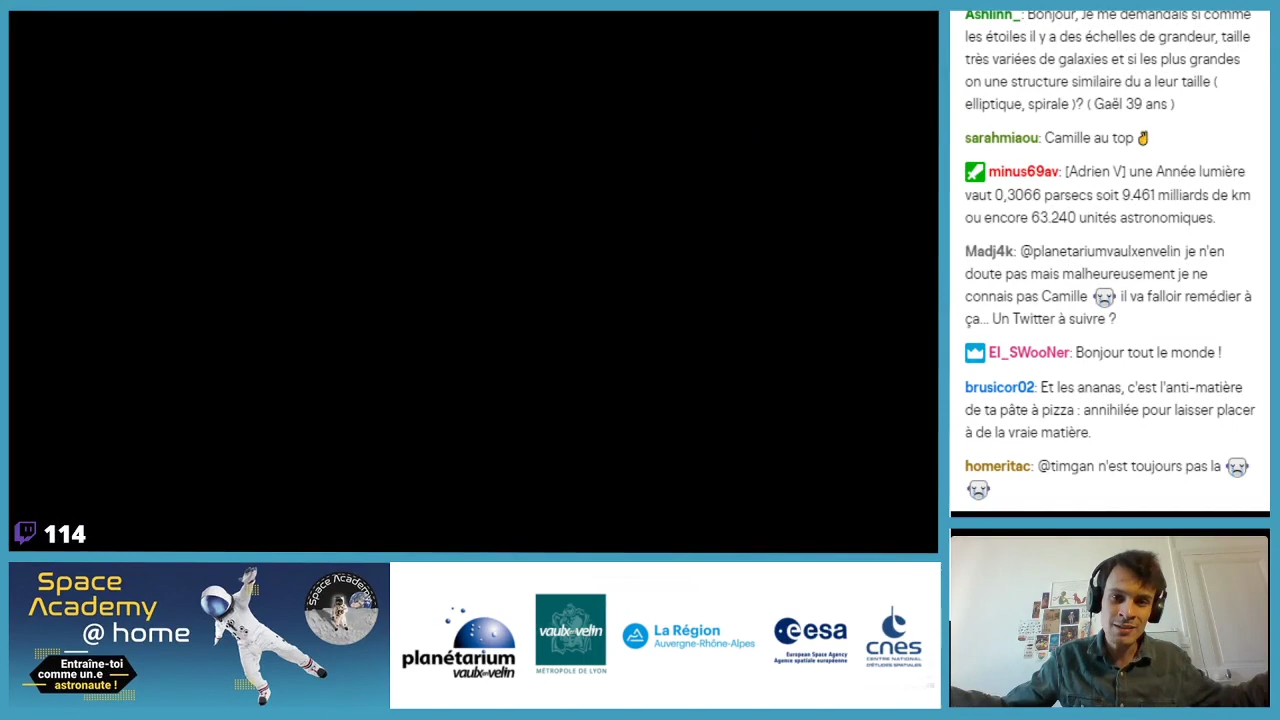 Ashlinn_: Bonjour, Je me demandais si comme
les étoiles il y a des échelles de grandeur, taille
très variées de galaxies et si les plus grandes
on une structure similaire du a leur taille (
elliptique, spirale )? ( Gaël 39 ans )
sarahmiaou: Camille au top ✌
minus69av: [Adrien V] une Année lumière
vaut 0,3066 parsecs soit 9.461 milliards de km
ou encore 63.240 unités astronomiques.
Madj4k: @planetariumvaulxenvelin je n'en
doute pas mais malheureusement je ne
connais pas Camille il va falloir remédier à
ça... Un Twitter à suivre ?
El_SWooNer: Bonjour tout le monde !
brusicor02: Et les ananas, c'est l'anti-matière
de ta pâte à pizza : annihilée pour laisser placer
à de la vraie matière.
homeritac: @timgan n'est toujours pas la
114
Space
Academy
@ home
Entraîne-toi
comme un.e
astronaute !
Space Academy
planétarium
vaulx en velin
vaulx en velin
MÉTROPOLE DE LYON
La Région
Auvergne-Rhône-Alpes
esa
European Space Agency
Agence spatiale européenne
cnes
CENTRE NATIONAL
D'ÉTUDES SPATIALES